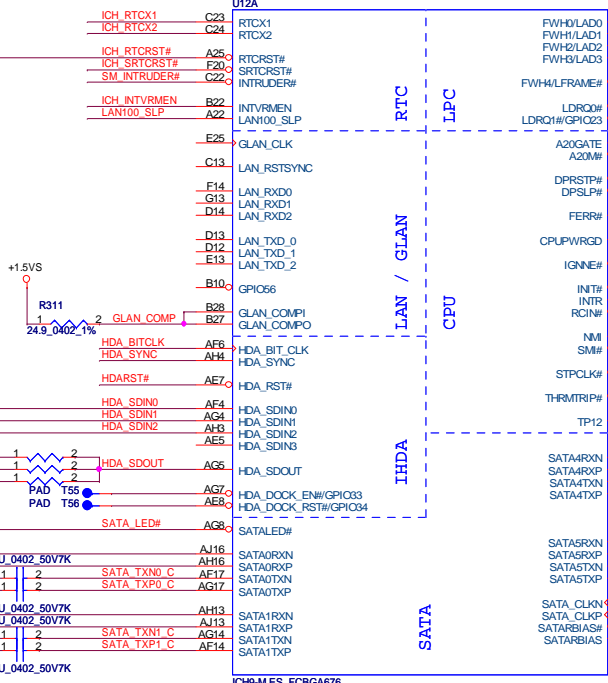 U12A
ICH_RTCX1 C23 RTCX1 FWH0/LAD0
ICH_RTCX2 C24 RTCX2 FWH1/LAD1
FWH2/LAD2
ICH_RTCRST# A25 RTCRST# FWH3/LAD3
ICH_SRTCRST# F20 SRTCRST#
SM_INTRUDER# C22 INTRUDER# FWH4/LFRAME#
ICH_INTVRMEN B22 INTVRMEN LDRQ0#
LAN100_SLP A22 LAN100_SLP LDRQ1#/GPIO23
RTC
LPC
E25 GLAN_CLK A20GATE
A20M#
C13 LAN_RSTSYNC
DPRSTP#
F14 LAN_RXD0 DPSLP#
G13 LAN_RXD1
D14 LAN_RXD2 FERR#
D13 LAN_TXD_0 CPUPWRGD
D12 LAN_TXD_1
E13 LAN_TXD_2 IGNNE#
+1.5VS
B10 GPIO56 INIT#
INTR
R311 B28 GLAN_COMPI RCIN#
1 2 GLAN_COMP B27 GLAN_COMPO
24.9_0402_1%
LAN / GLAN
CPU
NMI
HDA_BITCLK AF6 HDA_BIT_CLK SMI#
HDA_SYNC AH4 HDA_SYNC
STPCLK#
HDARST# AE7 HDA_RST#
THRMTRIP#
HDA_SDIN0 AF4 HDA_SDIN0
HDA_SDIN1 AG4 HDA_SDIN1 TP12
HDA_SDIN2 AH3 HDA_SDIN2
AE5 HDA_SDIN3
IHDA
1 2 SATA4RXN
1 2 HDA_SDOUT AG5 HDA_SDOUT SATA4RXP
1 2 SATA4TXN
PAD T55 AG7 HDA_DOCK_EN#/GPIO33 SATA4TXP
PAD T56 AE8 HDA_DOCK_RST#/GPIO34
SATA_LED# AG8 SATALED#
AJ16 SATA0RXN SATA5RXN
U_0402_50V7K AH16 SATA0RXP SATA5RXP
1 2 SATA_TXN0_C AF17 SATA0TXN SATA5TXN
1 2 SATA_TXP0_C AG17 SATA0TXP SATA5TXP
U_0402_50V7K AH13 SATA1RXN SATA_CLKN
U_0402_50V7K AJ13 SATA1RXP SATA_CLKP
1 2 SATA_TXN1_C AG14 SATA1TXN SATARBIAS#
1 2 SATA_TXP1_C AF14 SATA1TXP SATARBIAS
SATA
U_0402_50V7K
ICH9-M ES_FCBGA676